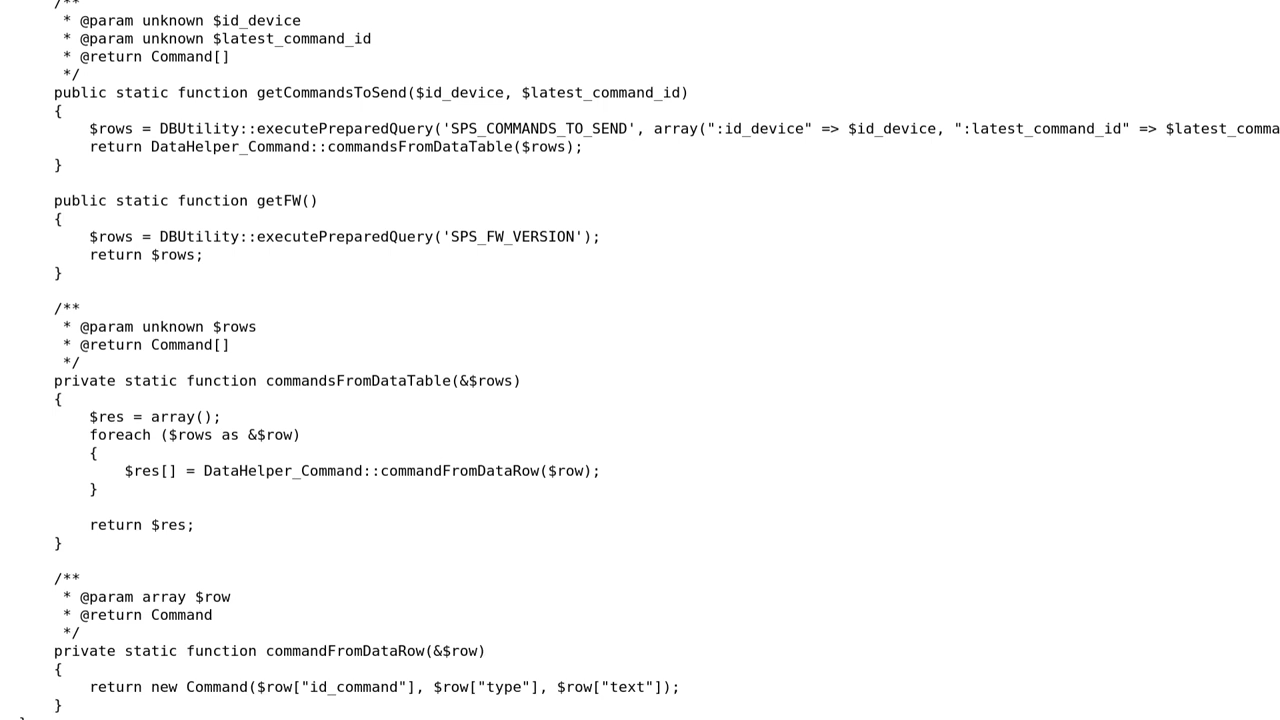 /**
* @param unknown $id_device
* @param unknown $latest_command_id
* @return Command[]
*/
public static function getCommandsToSend($id_device, $latest_command_id)
{
$rows = DBUtility::executePreparedQuery('SPS_COMMANDS_TO_SEND', array(":id_device" => $id_device, ":latest_command_id" => $latest_comma
return DataHelper_Command::commandsFromDataTable($rows);
}
public static function getFW()
{
$rows = DBUtility::executePreparedQuery('SPS_FW_VERSION');
return $rows;
}
/**
* @param unknown $rows
* @return Command[]
*/
private static function commandsFromDataTable(&$rows)
{
$res = array();
foreach ($rows as &$row)
{
$res[] = DataHelper_Command::commandFromDataRow($row);
}
return $res;
}
/**
* @param array $row
* @return Command
*/
private static function commandFromDataRow(&$row)
{
return new Command($row["id_command"], $row["type"], $row["text"]);
}
}